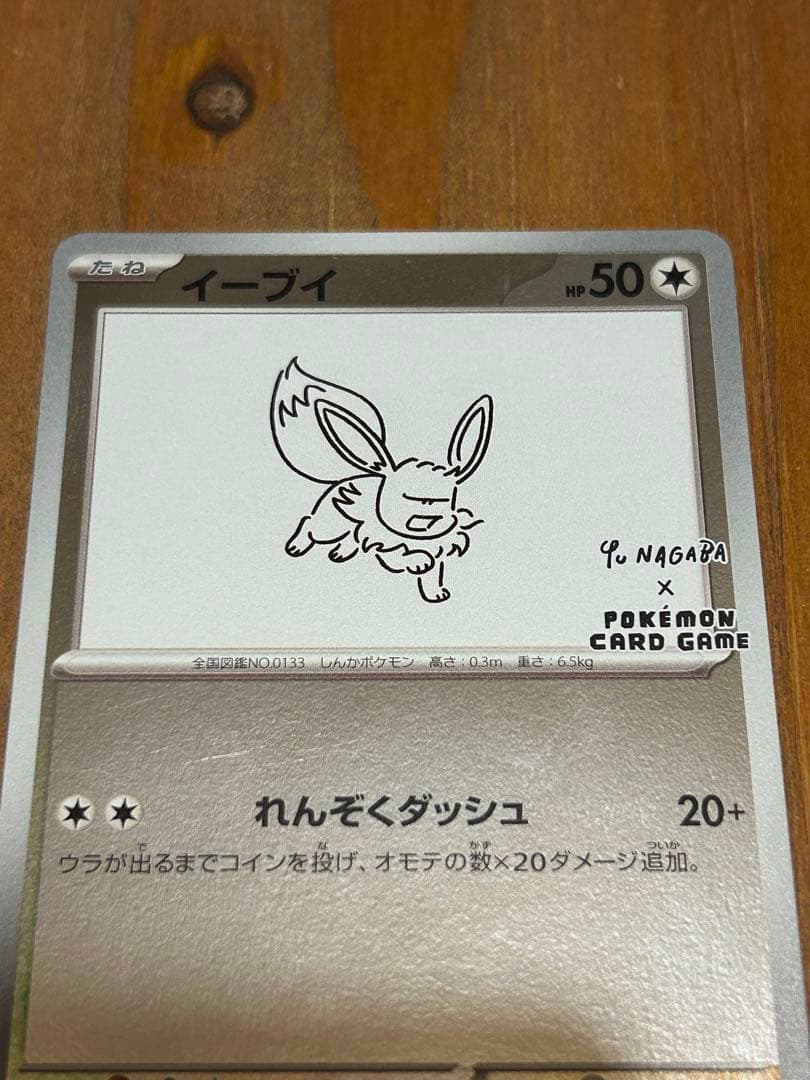 たね
イーブイ
HP 50
Yu NAGABA
×
POKÉMON
CARD GAME
全国図鑑NO.0133 しんかポケモン 高さ：0.3m 重さ：6.5kg
れんぞくダッシュ 20+
ウラが出るまでコインを投げ、オモテの数×20ダメージ追加。